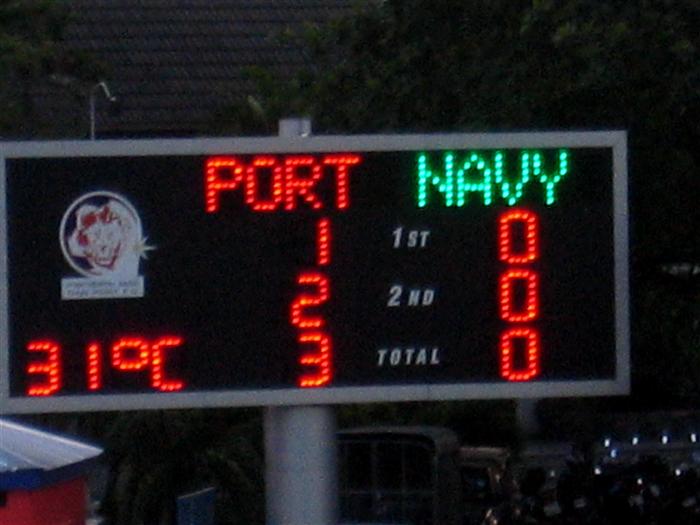 PORT NAVY
1 1ST 0
2 2ND 0
31°C 3 TOTAL 0